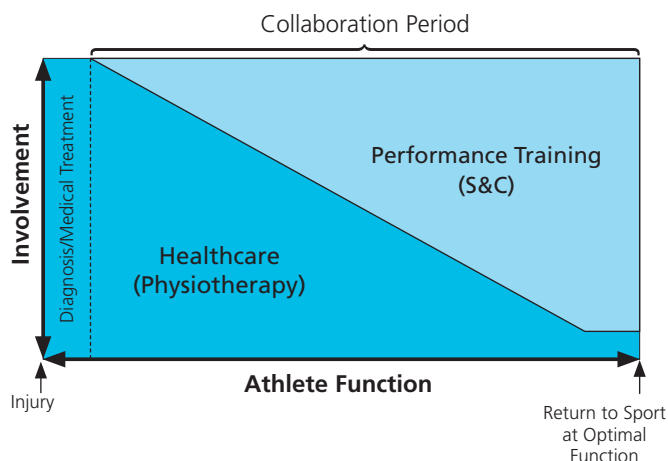 Collaboration Period
Involvement
Diagnosis/Medical Treatment
Performance Training
(S&C)
Healthcare
(Physiotherapy)
Athlete Function
Injury
Return to Sport
at Optimal
Function